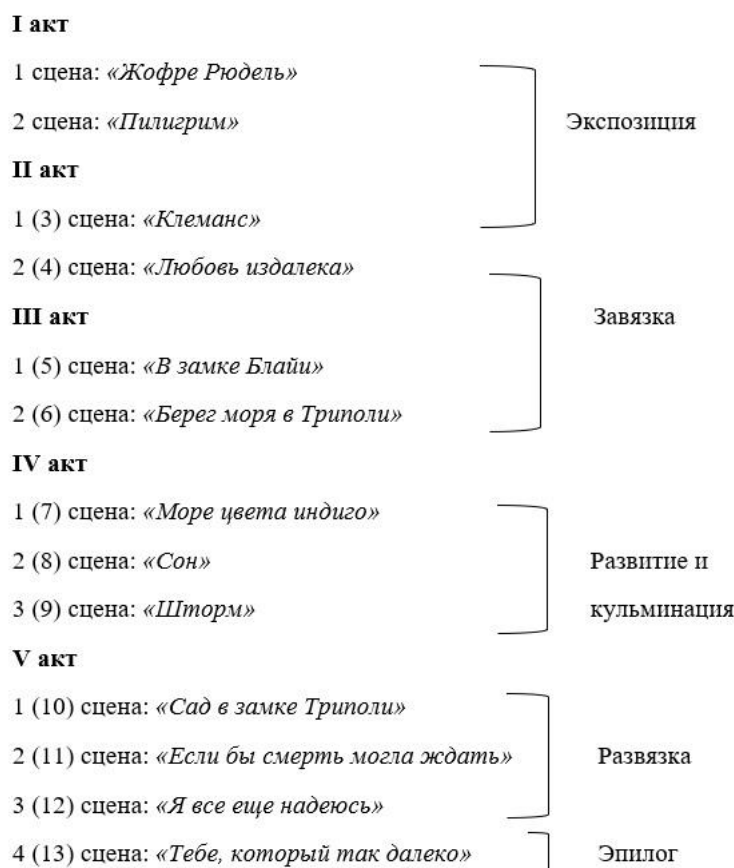 I акт
1 сцена: «Жофре Рюдель»
2 сцена: «Пилигрим» Экспозиция
II акт
1 (3) сцена: «Клеманс»
2 (4) сцена: «Любовь издалека»
III акт Завязка
1 (5) сцена: «В замке Блайи»
2 (6) сцена: «Берег моря в Триполи»
IV акт
1 (7) сцена: «Море цвета индиго»
2 (8) сцена: «Сон» Развитие и
3 (9) сцена: «Шторм» кульминация
V акт
1 (10) сцена: «Сад в замке Триполи»
2 (11) сцена: «Если бы смерть могла ждать» Развязка
3 (12) сцена: «Я все еще надеюсь»
4 (13) сцена: «Тебе, который так далеко» Эпилог